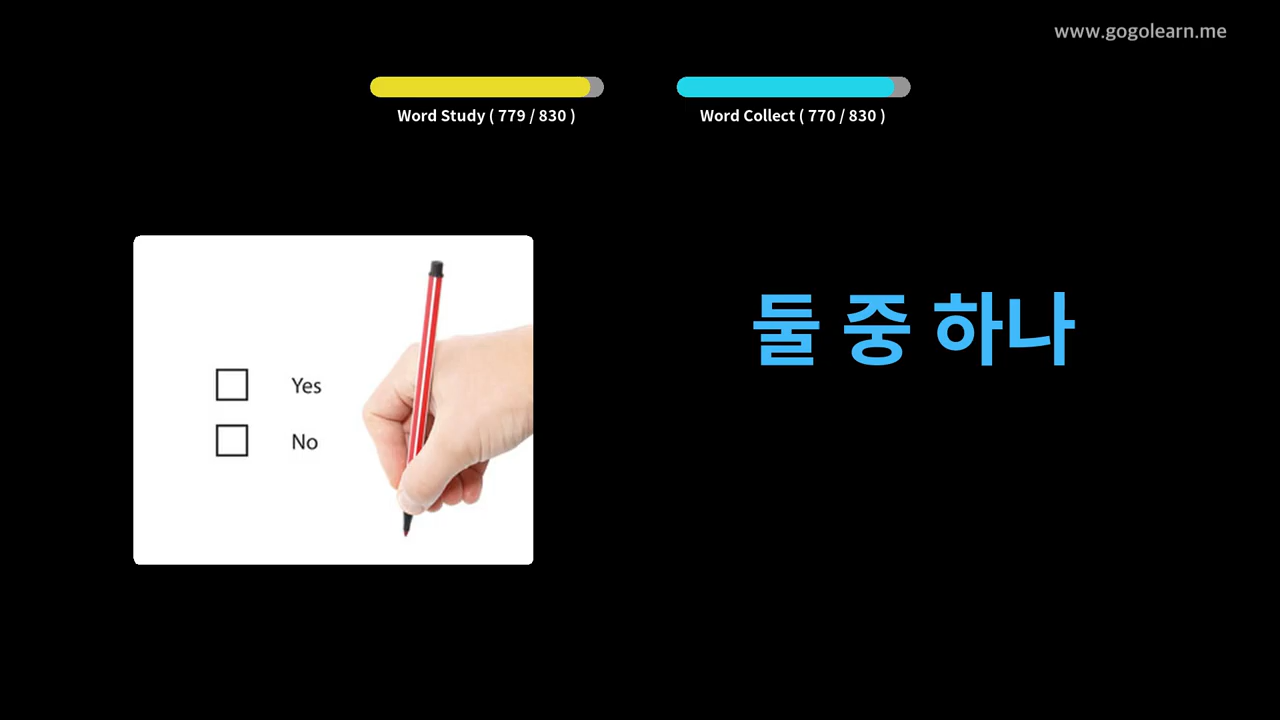 www.gogolearn.me
Word Study ( 779 / 830 )
Word Collect ( 770 / 830 )
둘 중 하나
Yes
No